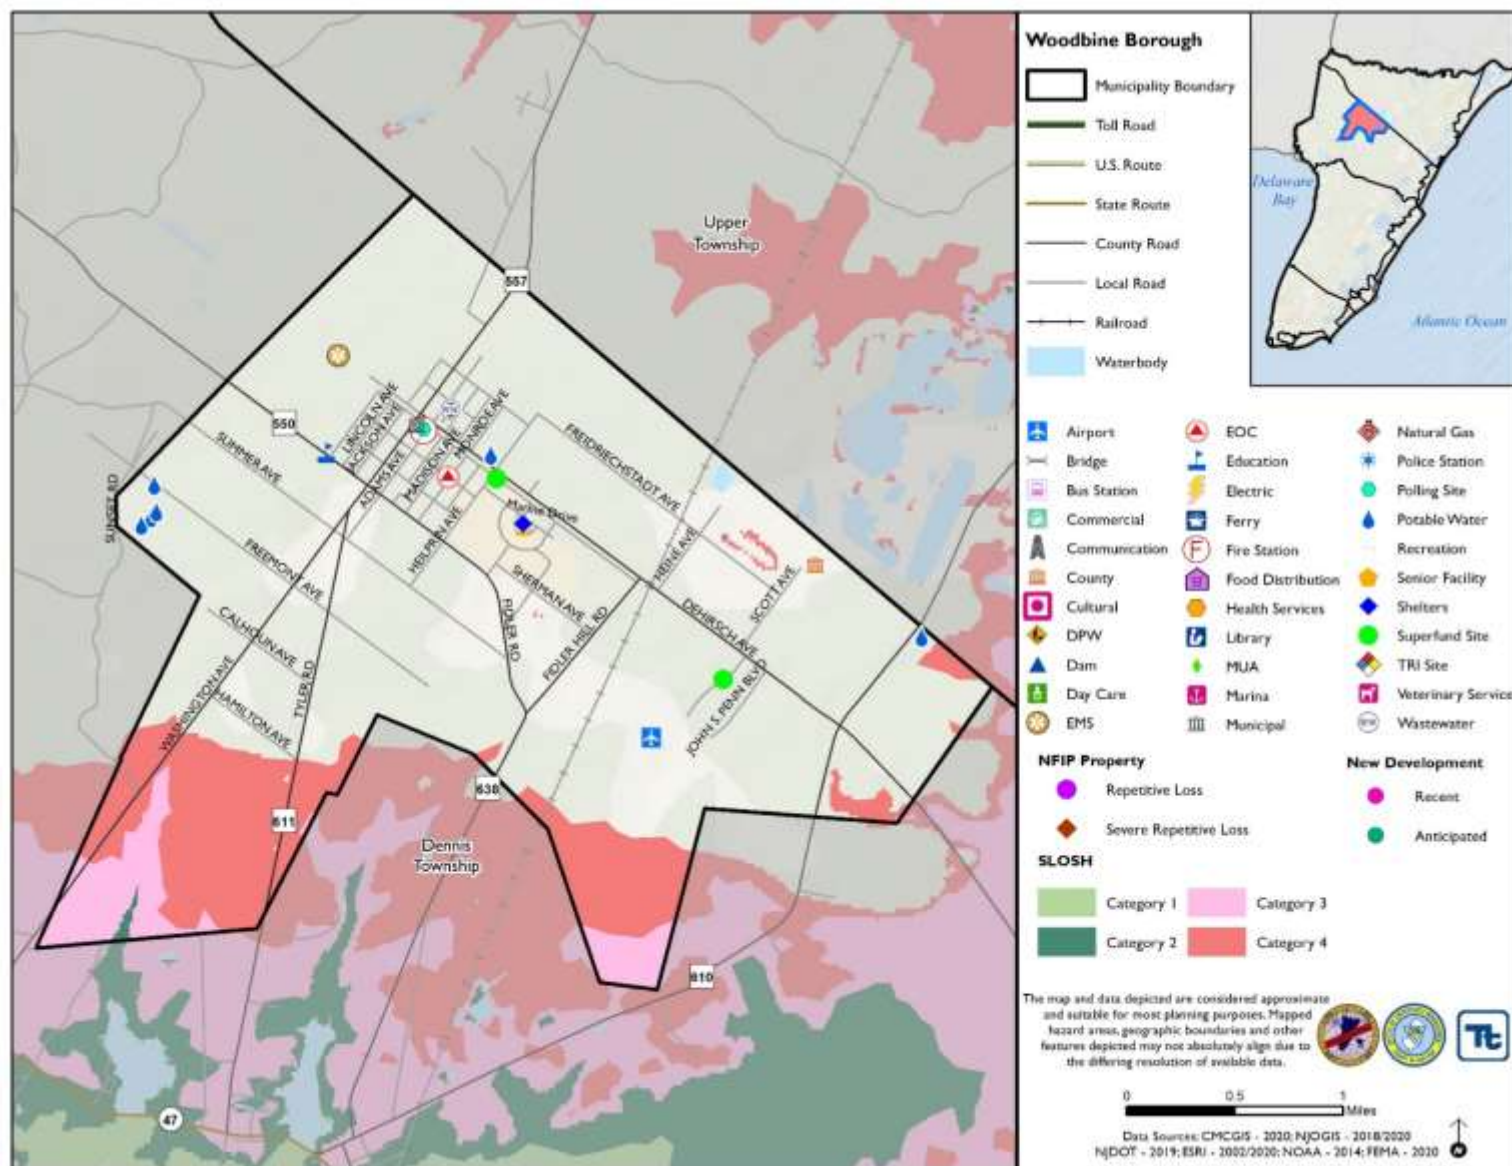 Woodbine Borough
Municipality Boundary
Toll Road
U.S. Route
State Route
County Road
Local Road
Railroad
Waterbody
Delaware
Bay
Atlantic Ocean
Airport
Bridge
Bus Station
Commercial
Communication
County
Cultural
DPW
Dam
Day Care
EMS
EOC
Education
Electric
Ferry
Fire Station
Food Distribution
Health Services
Library
MUA
Marina
Municipal
Natural Gas
Police Station
Polling Site
Potable Water
Recreation
Senior Facility
Shelters
Superfund Site
TRI Site
Veterinary Service
Wastewater
NFIP Property
Repetitive Loss
Severe Repetitive Loss
New Development
Recent
Anticipated
SLOSH
Category 1
Category 2
Category 3
Category 4
The map and data depicted are considered approximate
and suitable for most planning purposes. Mapped
hazard areas, geographic boundaries and other
features depicted may not absolutely align due to
the differing resolution of available data.
0 0.5 1
Miles
Data Sources: CMCGIS - 2020; NJOGIS - 2018/2020
NJDOT - 2019; ESRI - 2002/2020; NOAA - 2014; FEMA - 2020
Upper
Township
557
550
LINCOLN AVE
JACKSON AVE
ADAMS AVE
MADISON AVE
MONROE AVE
SUMMER AVE
FREIDRIECHSTADT AVE
SUNSET RD
HEILPRIN AVE
FREEMONT AVE
HEINE AVE
SHERMAN AVE
SCOTT AVE
FIDLER RD
FIDLER HILL RD
DEHIRSCH AVE
CALHOUN AVE
WASHINGTON AVE
TYLER RD
HAMILTON AVE
JOHN S. PENN BLVD
638
611
Dennis
Township
610
47
F
Tt